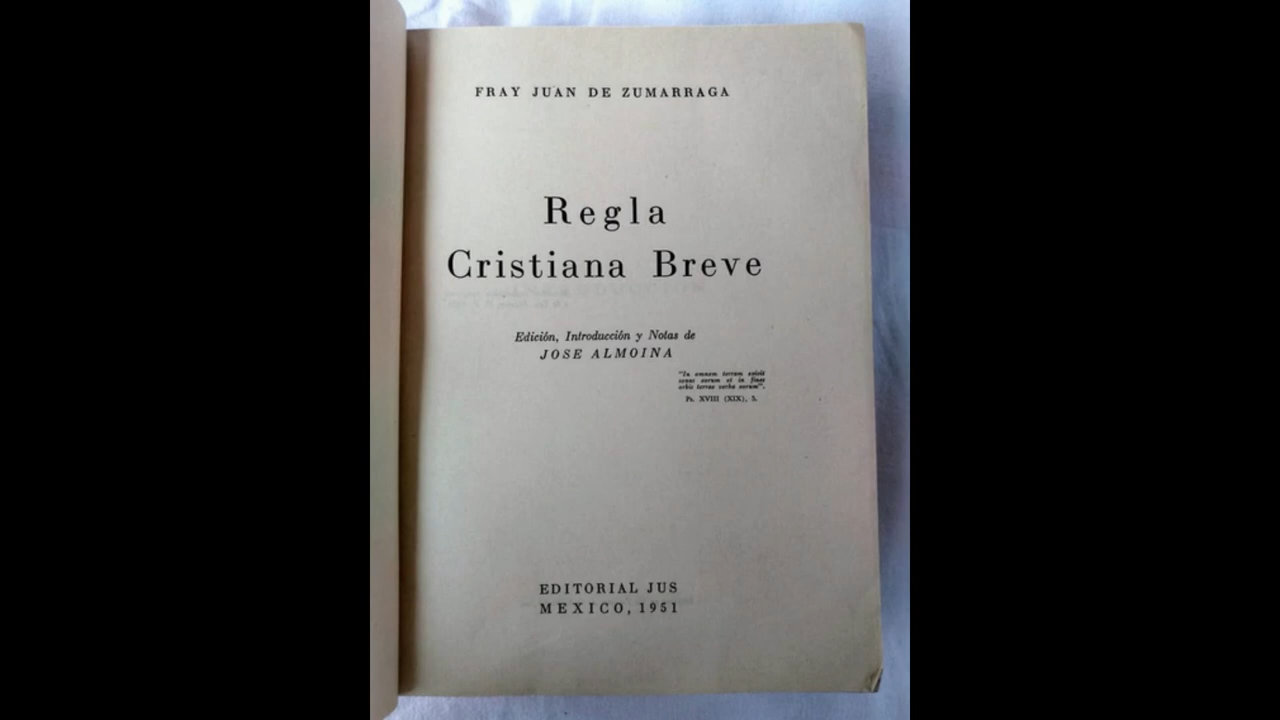 FRAY JUAN DE ZUMARRAGA
Regla
Cristiana Breve
Edición, Introducción y Notas de
JOSE ALMOINA
"In omnem terram exivit
sonus eorum et in fines
orbis terrae verba eorum".
Ps. XVIII (XIX), 5.
EDITORIAL JUS
MEXICO, 1951